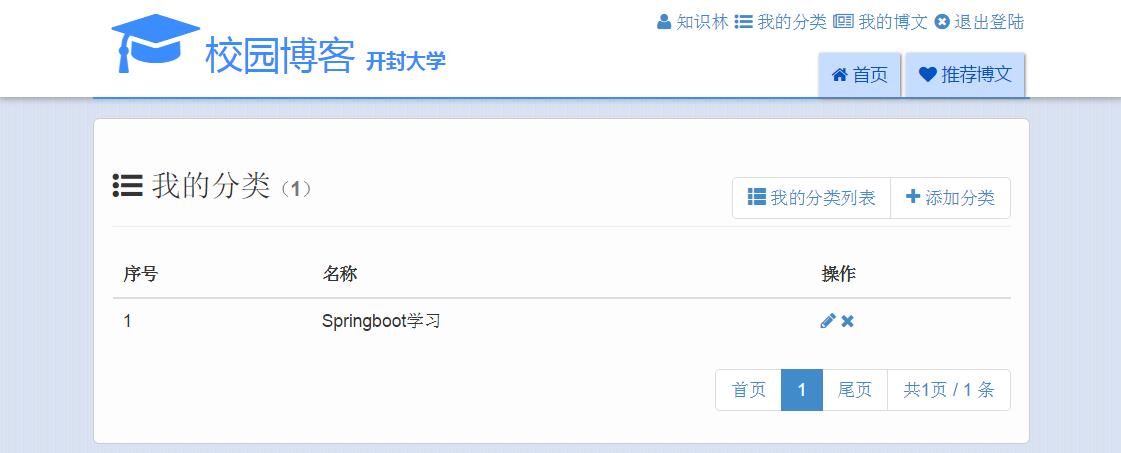 知识林 我的分类 我的博文 退出登陆
校园博客 开封大学
首页 推荐博文
我的分类（1）
我的分类列表 添加分类
序号 名称 操作
1 Springboot学习
首页 1 尾页 共1页 / 1 条